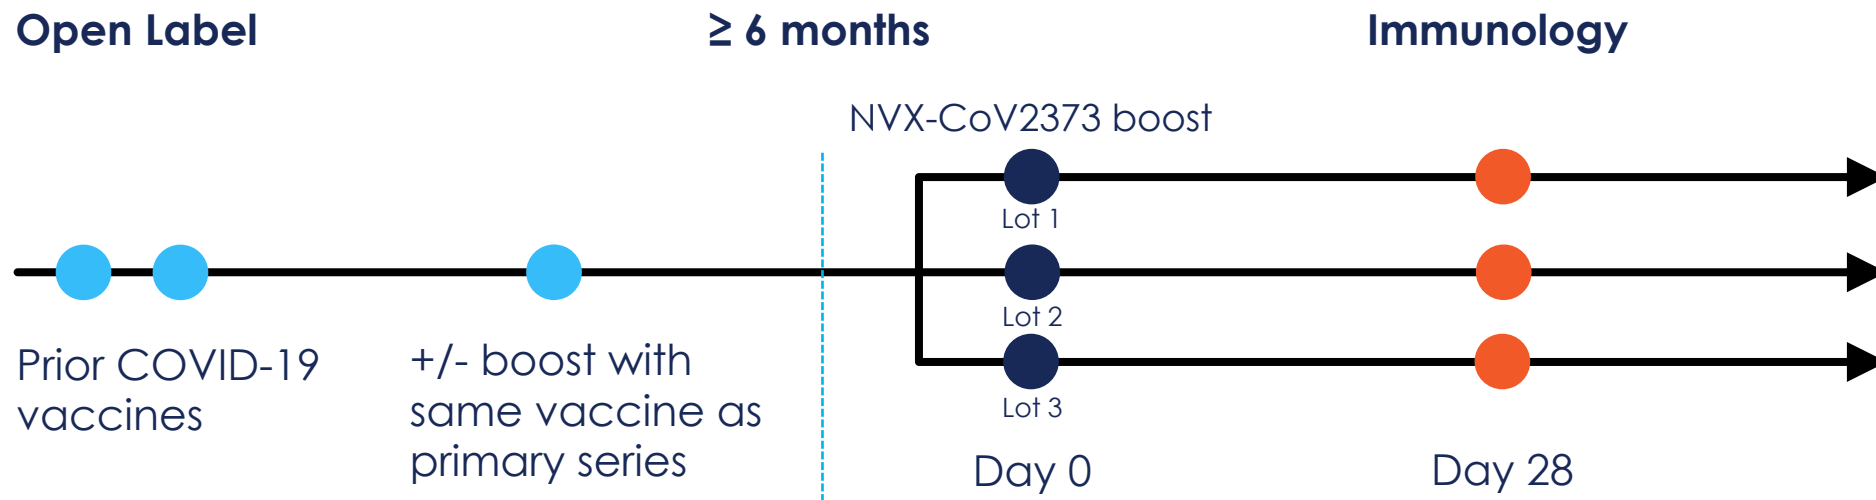 Open Label
≥ 6 months
Immunology
NVX-CoV2373 boost
Lot 1
Lot 2
Lot 3
Prior COVID-19
vaccines
+/- boost with
same vaccine as
primary series
Day 0
Day 28